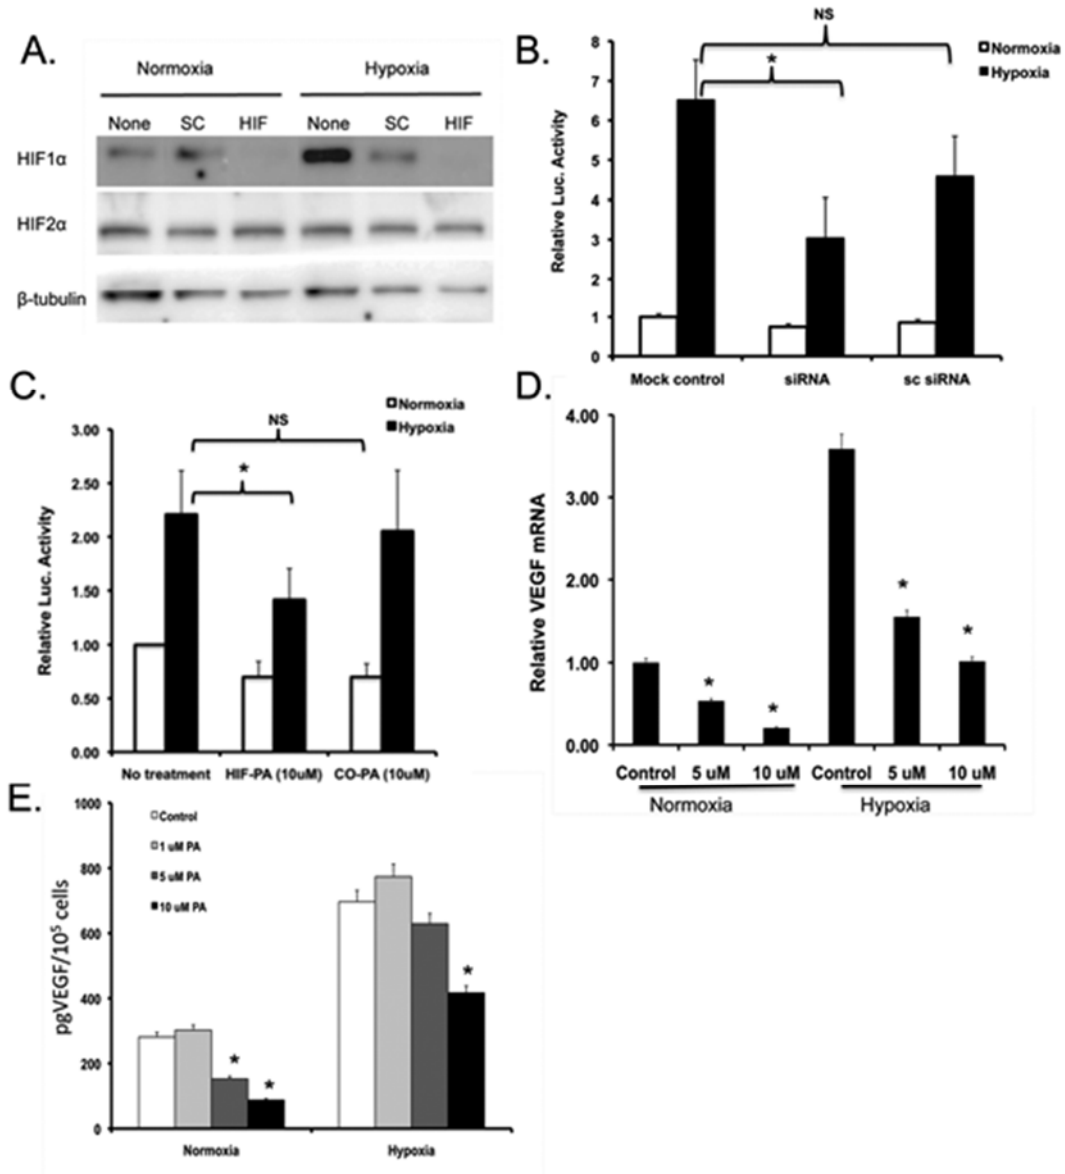 A.
Normoxia Hypoxia
None SC HIF None SC HIF
HIF1α
HIF2α
β-tubulin
B.
NS
*
Normoxia
Hypoxia
Relative Luc. Activity
8
7
6
5
4
3
2
1
0
Mock control siRNA sc siRNA
C.
Normoxia
Hypoxia
NS
*
Relative Luc. Activity
3.00
2.50
2.00
1.50
1.00
0.50
0.00
No treatment HIF-PA (10uM) CO-PA (10uM)
D.
Relative VEGF mRNA
4.00
3.00
2.00
1.00
0.00
* * * *
Control 5 uM 10 uM Control 5 uM 10 uM
Normoxia Hypoxia
E.
pgVEGF/10⁵ cells
1000
800
600
400
200
0
Control
1 uM PA
5 uM PA
10 uM PA
* * *
Normoxia Hypoxia